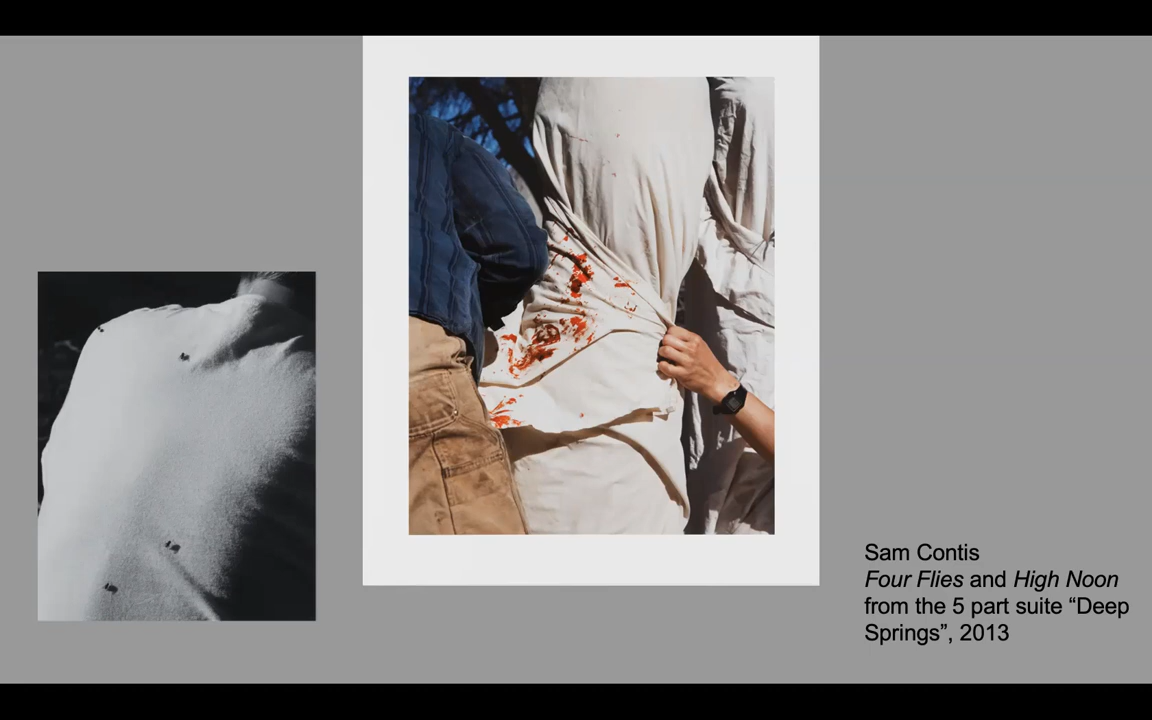 Sam Contis
Four Flies and High Noon
from the 5 part suite “Deep
Springs”, 2013